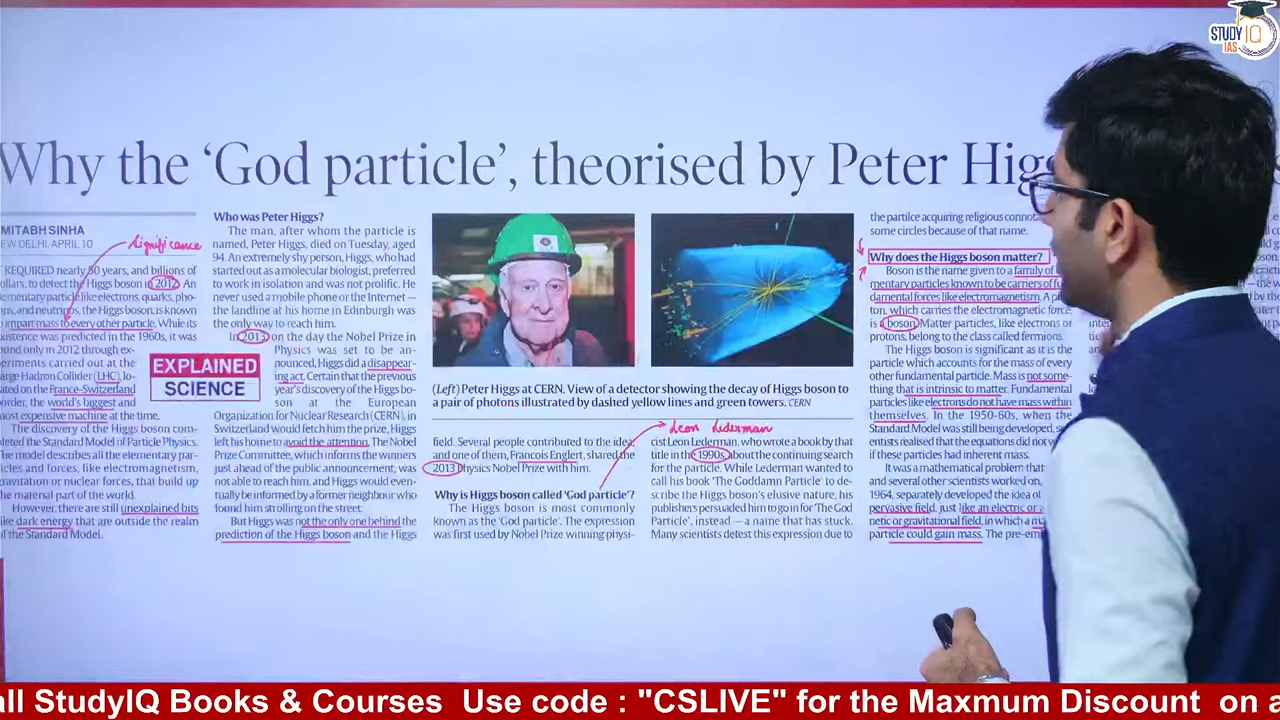 STUDY IQ
IAS
Why the ‘God particle’, theorised by Peter Higgs
MITABH SINHA
EW DELHI, APRIL 10
Significance
REQUIRED nearly 50 years, and billions of
ollars, to detect the Higgs boson in 2012. An
ementary particle like electrons, quarks, pho-
ons, and neutrinos, the Higgs boson, is known
o impart mass to every other particle. While its
xistence was predicted in the 1960s, it was
ound only in 2012 through ex-
eriments carried out at the
arge Hadron Collider (LHC), lo-
ated on the France-Switzerland
order, the world's biggest and
ost expensive machine at the time.
The discovery of the Higgs boson com-
leted the Standard Model of Particle Physics.
he model describes all the elementary par-
icles and forces, like electromagnetism,
ravitation or nuclear forces, that build up
he material part of the world.
However, there are still unexplained bits
ike dark energy that are outside the realm
of the Standard Model.
EXPLAINED
SCIENCE
Who was Peter Higgs?
The man, after whom the particle is
named, Peter Higgs, died on Tuesday, aged
94. An extremely shy person, Higgs, who had
started out as a molecular biologist, preferred
to work in isolation and was not prolific. He
never used a mobile phone or the Internet —
the landline at his home in Edinburgh was
the only way to reach him.
In 2013 on the day the Nobel Prize in
Physics was set to be an-
nounced, Higgs did a disappear-
ing act. Certain that the previous
year's discovery of the Higgs bo-
son at the European
Organization for Nuclear Research (CERN), in
Switzerland would fetch him the prize, Higgs
left his home to avoid the attention. The Nobel
Prize Committee, which informs the winners
just ahead of the public announcement, was
not able to reach him, and Higgs would even-
tually be informed by a former neighbour who
found him strolling on the street.
But Higgs was not the only one behind the
prediction of the Higgs boson and the Higgs
(Left) Peter Higgs at CERN. View of a detector showing the decay of Higgs boson to
a pair of photons illustrated by dashed yellow lines and green towers. CERN
Leon Liderman
field. Several people contributed to the idea,
and one of them, Francois Englert, shared the
2013 Physics Nobel Prize with him.
Why is Higgs boson called ‘God particle’?
The Higgs boson is most commonly
known as the ‘God particle’. The expression
was first used by Nobel Prize winning physi-
cist Leon Lederman, who wrote a book by that
title in the 1990s about the continuing search
for the particle. While Lederman wanted to
call his book ‘The Goddamn Particle’ to de-
scribe the Higgs boson's elusive nature, his
publishers persuaded him to go in for ‘The God
Particle’, instead — a name that has stuck.
Many scientists detest this expression due to
the partilce acquiring religious connot
some circles because of that name.
Why does the Higgs boson matter?
Boson is the name given to a family of
mentary particles known to be carriers of fu
damental forces like electromagnetism. A p
ton, which carries the electromagnetic force,
is a boson. Matter particles, like electrons or
protons, belong to the class called fermions.
The Higgs boson is significant as it is the
particle which accounts for the mass of every
other fundamental particle. Mass is not some-
thing that is intrinsic to matter. Fundamental
particles like electrons do not have mass within
themselves. In the 1950-60s, when the
Standard Model was still being developed, sc
entists realised that the equations did not w
if these particles had inherent mass.
It was a mathematical problem that
and several other scientists worked on,
1964, separately developed the idea of
pervasive field, just like an electric or a
netic or gravitational field, in which a m
particle could gain mass. The pre-em
all StudyIQ Books & Courses Use code : "CSLIVE" for the Maxmum Discount on a